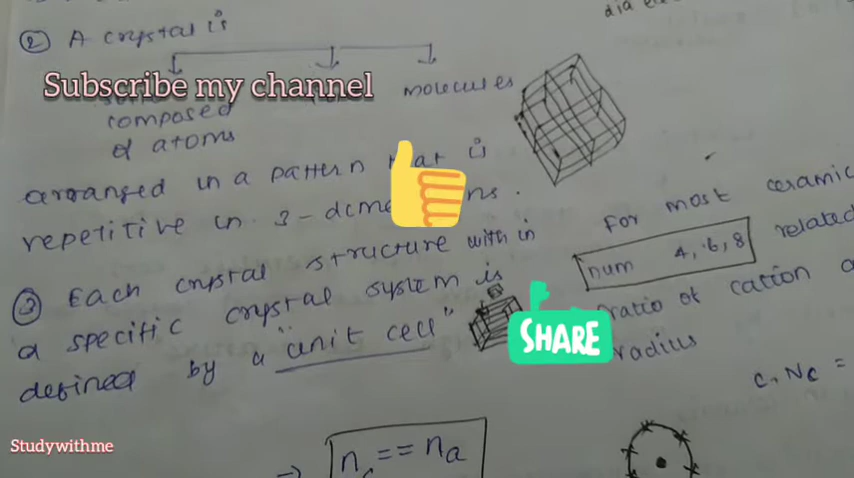 dia
② A crystal is
Subscribe my channel
molecules
composed
of atoms
arranged in a pattern that is
repetitive in 3-dimensions.
③ Each crystal structure with in
a specific crystal system is
defined by a "unit cell"
For most ceramic
num 4, 6, 8 related
ratio of cation
radius
SHARE
C.Nc =
Studywithme
→ nc == na